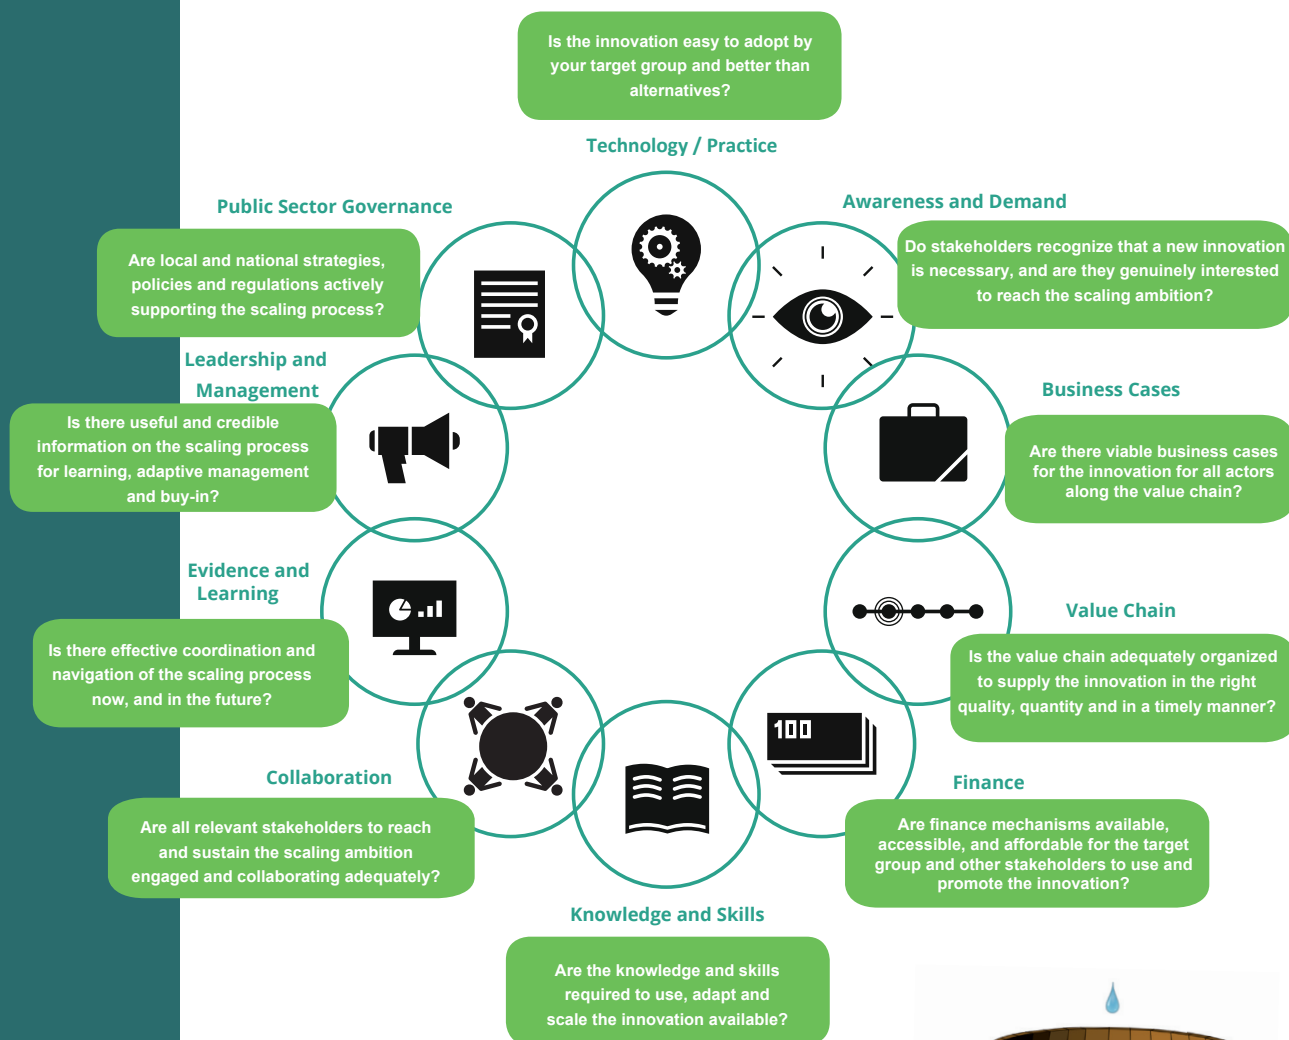 Is the innovation easy to adopt by
your target group and better than
alternatives?
Technology / Practice
Awareness and Demand
Do stakeholders recognize that a new innovation
is necessary, and are they genuinely interested
to reach the scaling ambition?
Business Cases
Are there viable business cases
for the innovation for all actors
along the value chain?
Value Chain
Is the value chain adequately organized
to supply the innovation in the right
quality, quantity and in a timely manner?
100
Finance
Are finance mechanisms available,
accessible, and affordable for the target
group and other stakeholders to use and
promote the innovation?
Knowledge and Skills
Are the knowledge and skills
required to use, adapt and
scale the innovation available?
Collaboration
Are all relevant stakeholders to reach
and sustain the scaling ambition
engaged and collaborating adequately?
Evidence and
Learning
Is there effective coordination and
navigation of the scaling process
now, and in the future?
Leadership and
Management
Is there useful and credible
information on the scaling process
for learning, adaptive management
and buy-in?
Public Sector Governance
Are local and national strategies,
policies and regulations actively
supporting the scaling process?